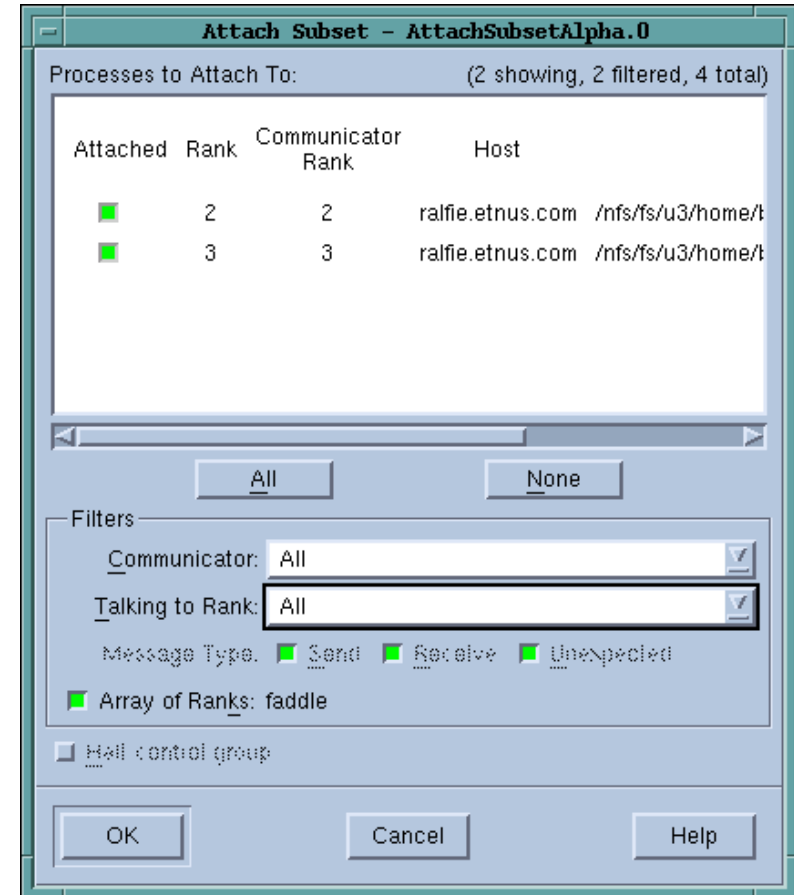 Attach Subset - AttachSubsetAlpha.0
Processes to Attach To: (2 showing, 2 filtered, 4 total)
Attached Rank Communicator Rank Host
2 2 ralfie.etnus.com /nfs/fs/u3/home/
3 3 ralfie.etnus.com /nfs/fs/u3/home/
All None
Filters
Communicator: All
Talking to Rank: All
Message Type: Send Receive Unexpected
Array of Ranks: faddle
Halt control group
OK Cancel Help